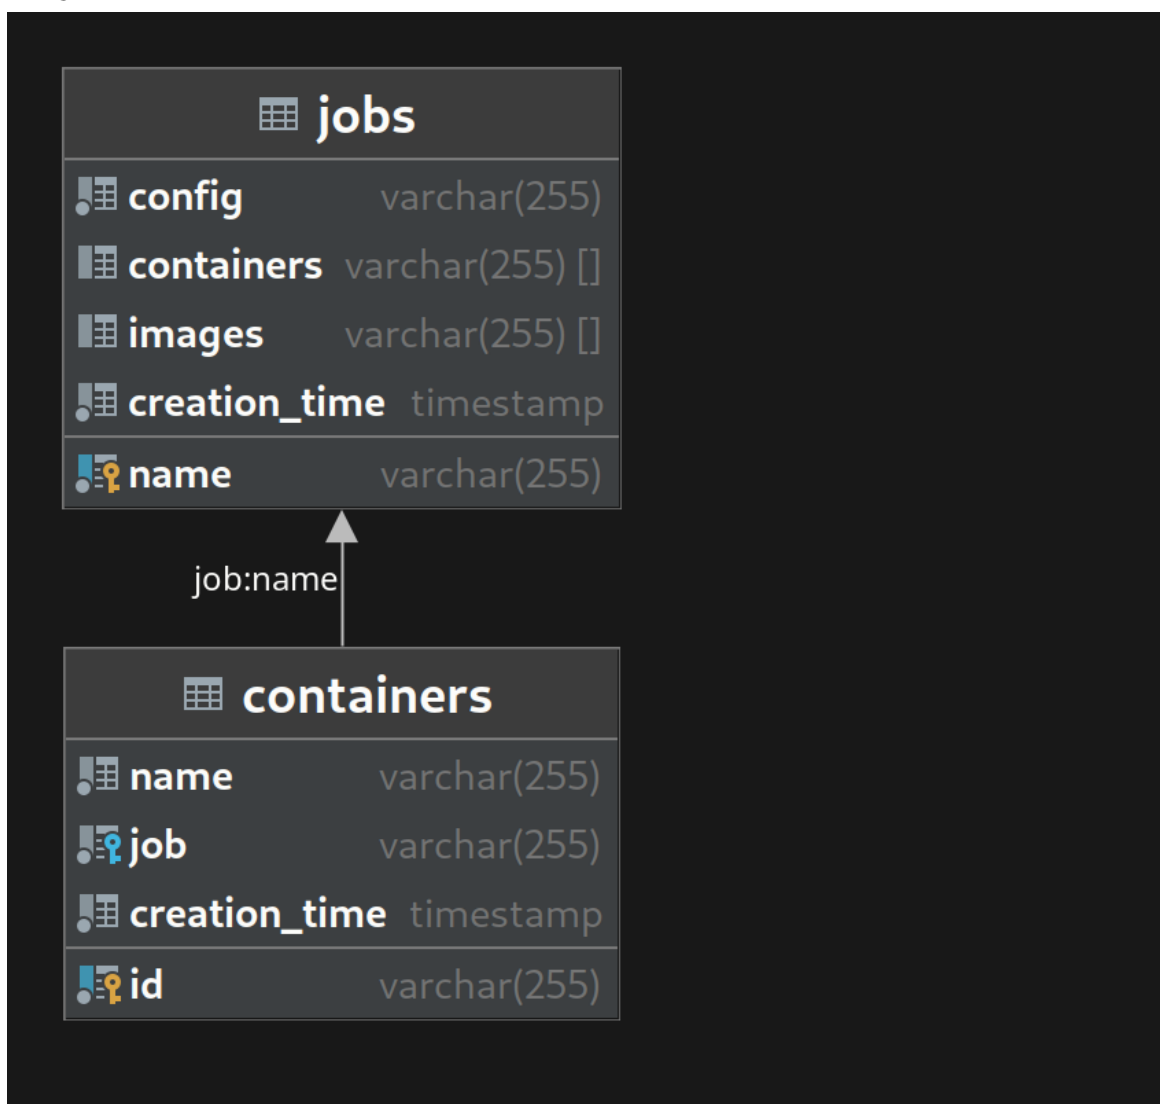 jobs
config varchar(255)
containers varchar(255) []
images varchar(255) []
creation_time timestamp
name varchar(255)
job:name
containers
name varchar(255)
job varchar(255)
creation_time timestamp
id varchar(255)